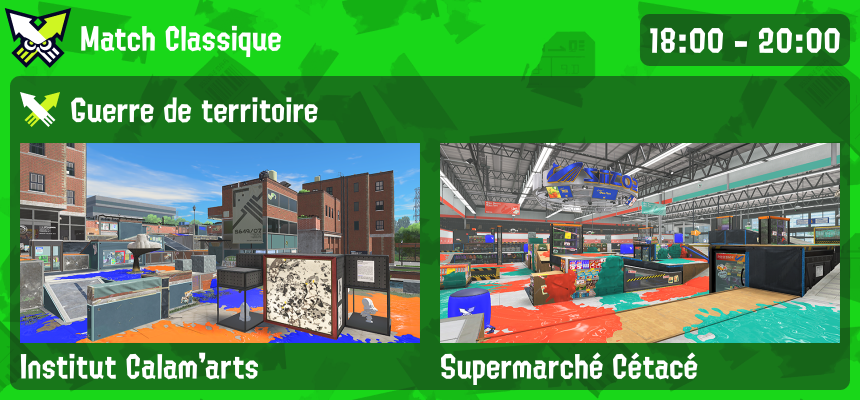 Match Classique
18:00 - 20:00
Guerre de territoire
Institut Calam'arts
Supermarché Cétacé